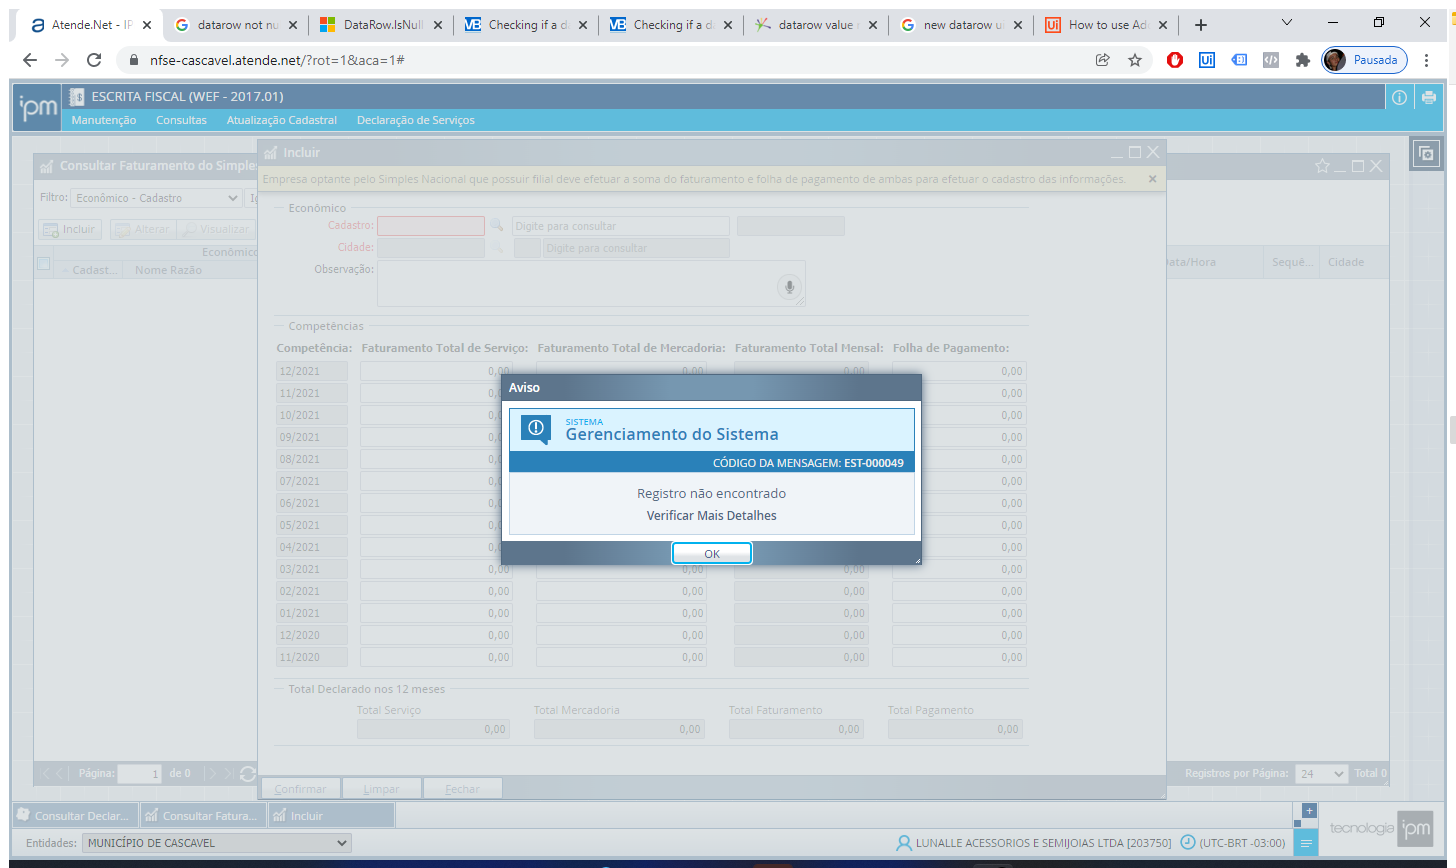 Atende.Net - IP
datarow not nu
DataRow.IsNull
Checking if a da
Checking if a da
datarow value
new datarow u
How to use Ad
nfse-cascavel.atende.net/?rot=1&aca=1#
Pausada
ipm
ESCRITA FISCAL (WEF - 2017.01)
Manutenção Consultas Atualização Cadastral Declaração de Serviços
Consultar Faturamento do Simples
Incluir
Empresa optante pelo Simples Nacional que possuir filial deve efetuar a soma do faturamento e folha de pagamento de ambas para efetuar o cadastro das informações.
Filtro: Econômico - Cadastro Ig
Incluir Alterar Visualizar
Econômico
Cadast... Nome Razão
Data/Hora Sequê... Cidade
Econômico
Cadastro: Digite para consultar
Cidade: Digite para consultar
Observação:
Competências
Competência: Faturamento Total de Serviço: Faturamento Total de Mercadoria: Faturamento Total Mensal: Folha de Pagamento:
12/2021 0,00 0,00 0,00 0,00
11/2021 0,0 0,00
10/2021 0,0 0,00
09/2021 0,0 0,00
08/2021 0,0 0,00
07/2021 0,0 0,00
06/2021 0,0 0,00
05/2021 0,0 0,00
04/2021 0,0 0,00
03/2021 0,00 0,00 0,00 0,00
02/2021 0,00 0,00 0,00 0,00
01/2021 0,00 0,00 0,00 0,00
12/2020 0,00 0,00 0,00 0,00
11/2020 0,00 0,00 0,00 0,00
Aviso
SISTEMA
Gerenciamento do Sistema
CÓDIGO DA MENSAGEM: EST-000049
Registro não encontrado
Verificar Mais Detalhes
OK
Total Declarado nos 12 meses
Total Serviço Total Mercadoria Total Faturamento Total Pagamento
0,00 0,00 0,00 0,00
Página: 1 de 0
Registros por Página: 24 Total 0
Confirmar Limpar Fechar
Consultar Declar... Consultar Fatura... Incluir
tecnologia ipm
Entidades: MUNICÍPIO DE CASCAVEL
LUNALLE ACESSORIOS E SEMIJOIAS LTDA [203750] (UTC-BRT -03:00)